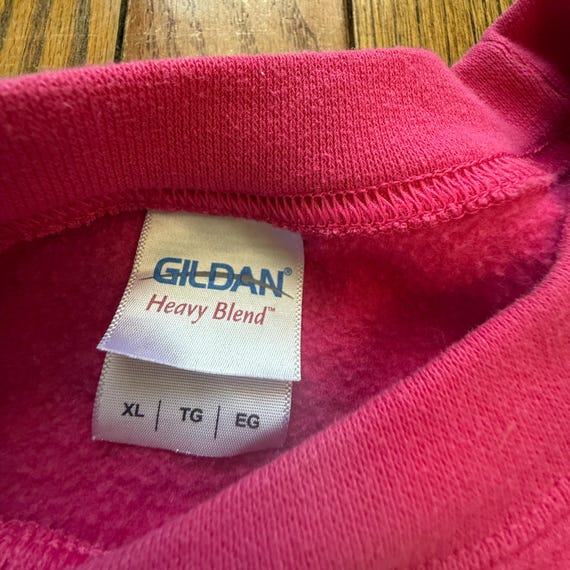 GILDAN®
Heavy Blend™
XL | TG | EG